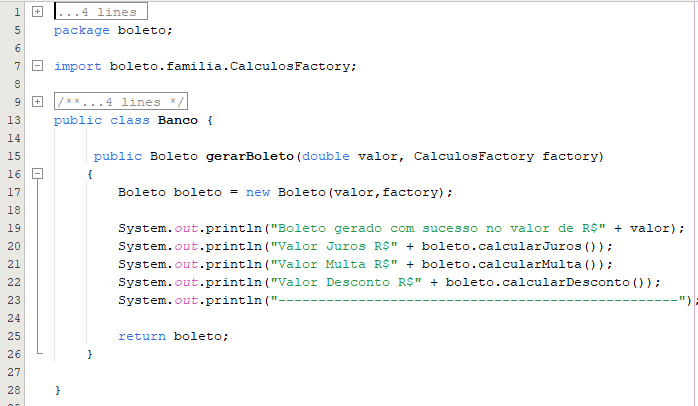 1 ...4 lines
5 package boleto;
6
7 import boleto.familia.CalculosFactory;
8
9 /**...4 lines */
13 public class Banco {
14
15 public Boleto gerarBoleto(double valor, CalculosFactory factory)
16 {
17 Boleto boleto = new Boleto(valor,factory);
18
19 System.out.println("Boleto gerado com sucesso no valor de R$" + valor);
20 System.out.println("Valor Juros R$" + boleto.calcularJuros());
21 System.out.println("Valor Multa R$" + boleto.calcularMulta());
22 System.out.println("Valor Desconto R$" + boleto.calcularDesconto());
23 System.out.println("--------------------------------------------------");
24
25 return boleto;
26 }
27
28 }